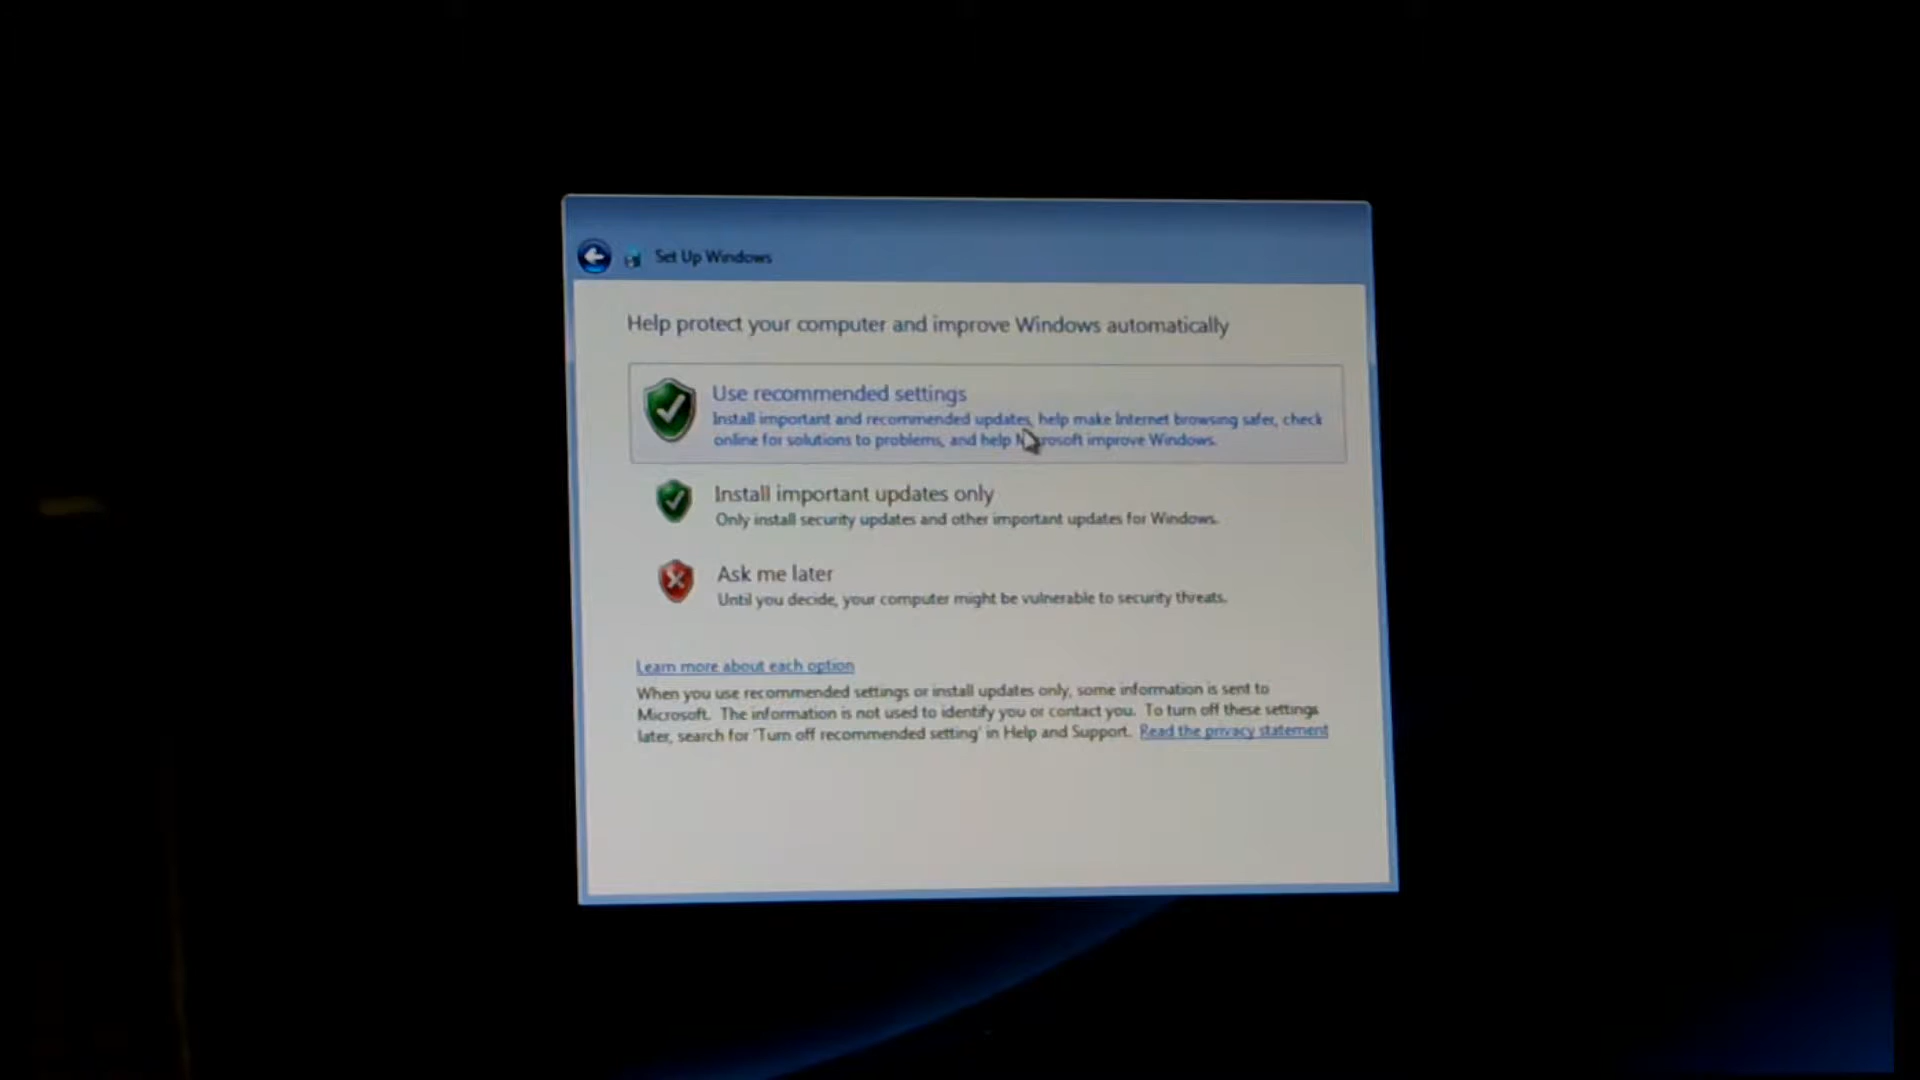 Set Up Windows
Help protect your computer and improve Windows automatically
Use recommended settings
Install important and recommended updates, help make Internet browsing safer, check
online for solutions to problems, and help Microsoft improve Windows.
Install important updates only
Only install security updates and other important updates for Windows.
Ask me later
Until you decide, your computer might be vulnerable to security threats.
Learn more about each option
When you use recommended settings or install updates only, some information is sent to
Microsoft. The information is not used to identify you or contact you. To turn off these settings
later, search for 'Turn off recommended setting' in Help and Support. Read the privacy statement